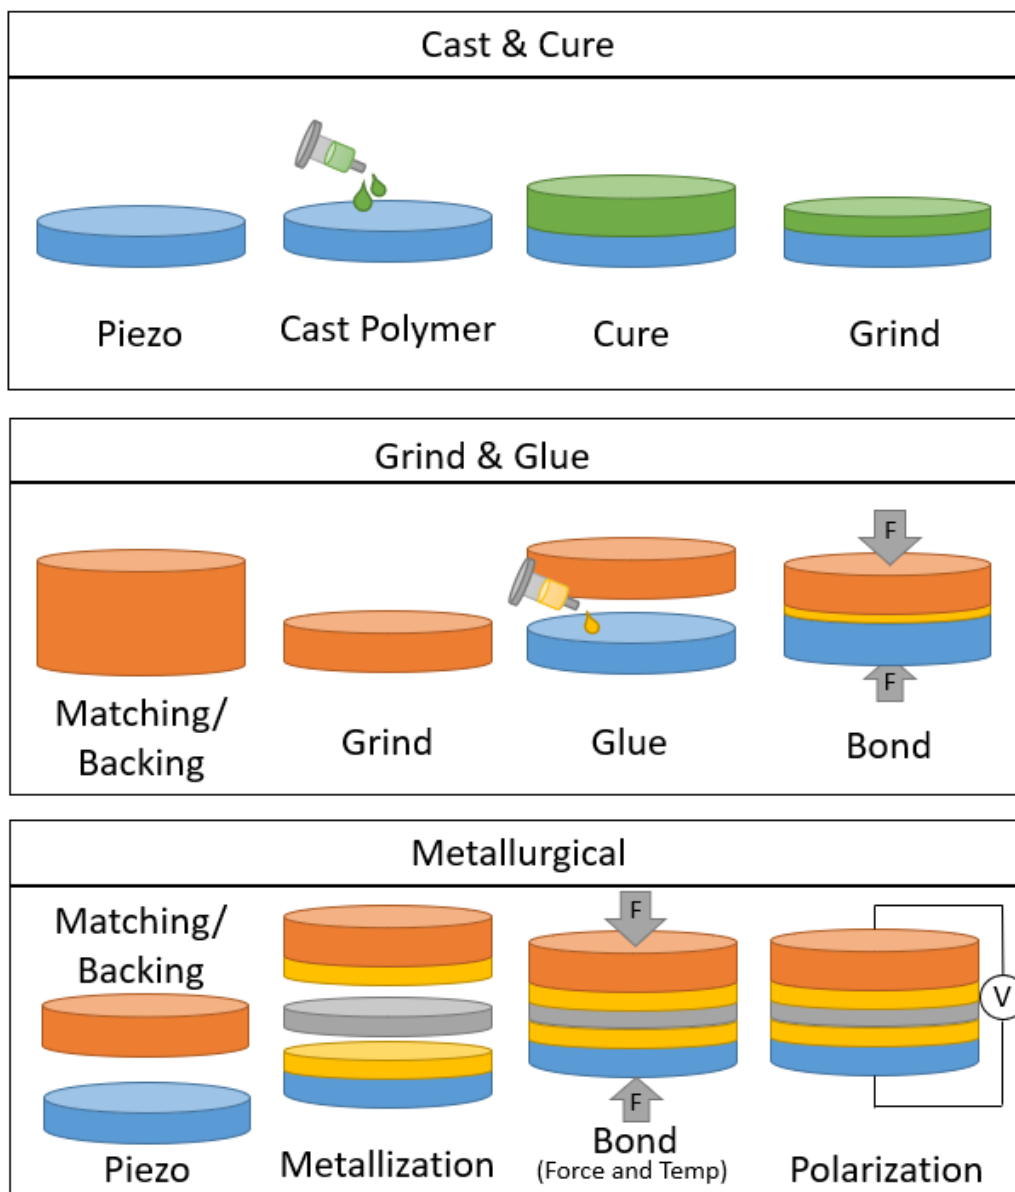 Cast & Cure
Piezo
Cast Polymer
Cure
Grind
Grind & Glue
F
F
Matching/
Backing
Grind
Glue
Bond
Metallurgical
Matching/
Backing
F
V
F
Piezo
Metallization
Bond
(Force and Temp)
Polarization